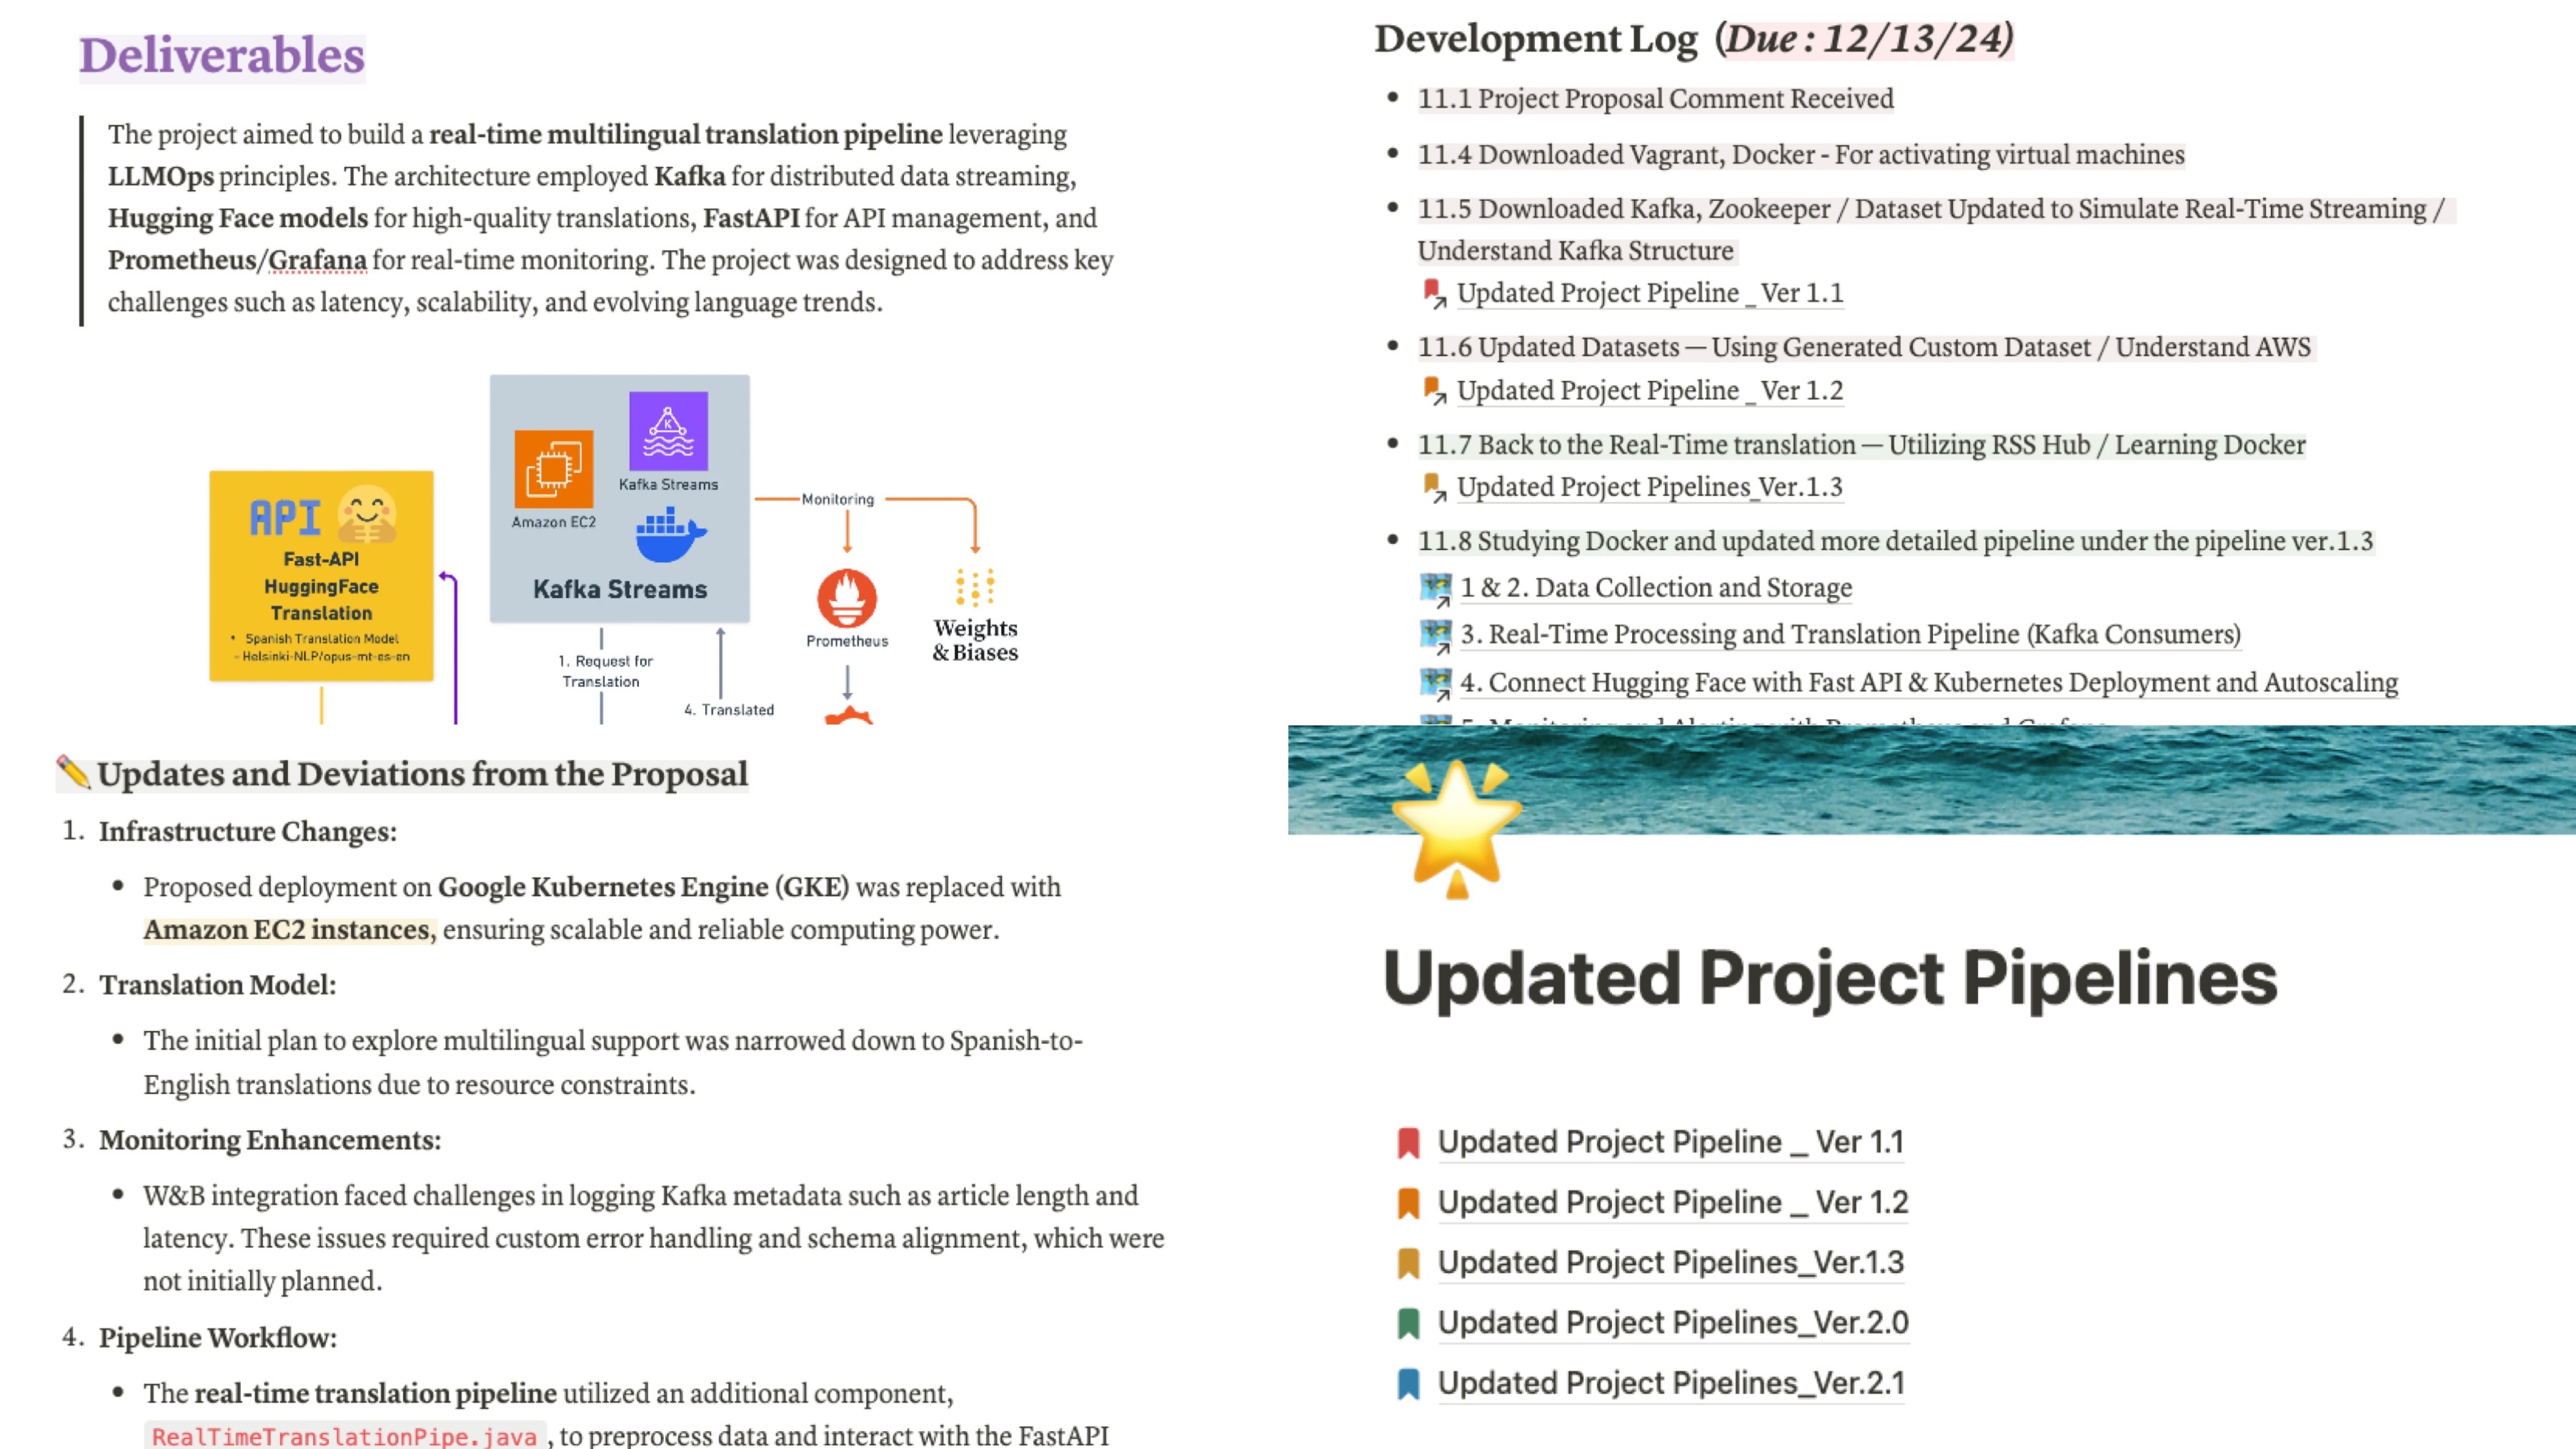 Deliverables
The project aimed to build a real-time multilingual translation pipeline leveraging
LLMOps principles. The architecture employed Kafka for distributed data streaming,
Hugging Face models for high-quality translations, FastAPI for API management, and
Prometheus/Grafana for real-time monitoring. The project was designed to address key
challenges such as latency, scalability, and evolving language trends.
API
Fast-API
HuggingFace
Translation
• Spanish Translation Model
- Helsinki-NLP/opus-mt-es-en
Amazon EC2
K
Kafka Streams
Kafka Streams
Monitoring
Prometheus
Weights
& Biases
1. Request for
Translation
4. Translated
Development Log (Due : 12/13/24)
• 11.1 Project Proposal Comment Received
• 11.4 Downloaded Vagrant, Docker - For activating virtual machines
• 11.5 Downloaded Kafka, Zookeeper / Dataset Updated to Simulate Real-Time Streaming /
Understand Kafka Structure
Updated Project Pipeline _ Ver 1.1
• 11.6 Updated Datasets — Using Generated Custom Dataset / Understand AWS
Updated Project Pipeline _ Ver 1.2
• 11.7 Back to the Real-Time translation — Utilizing RSS Hub / Learning Docker
Updated Project Pipelines_Ver.1.3
• 11.8 Studying Docker and updated more detailed pipeline under the pipeline ver.1.3
1 & 2. Data Collection and Storage
3. Real-Time Processing and Translation Pipeline (Kafka Consumers)
4. Connect Hugging Face with Fast API & Kubernetes Deployment and Autoscaling
5. Monitoring and Alerting with Prometheus and Grafana
Updates and Deviations from the Proposal
1. Infrastructure Changes:
• Proposed deployment on Google Kubernetes Engine (GKE) was replaced with
Amazon EC2 instances, ensuring scalable and reliable computing power.
2. Translation Model:
• The initial plan to explore multilingual support was narrowed down to Spanish-to-
English translations due to resource constraints.
3. Monitoring Enhancements:
• W&B integration faced challenges in logging Kafka metadata such as article length and
latency. These issues required custom error handling and schema alignment, which were
not initially planned.
4. Pipeline Workflow:
• The real-time translation pipeline utilized an additional component,
RealTimeTranslationPipe.java , to preprocess data and interact with the FastAPI
Updated Project Pipelines
Updated Project Pipeline _ Ver 1.1
Updated Project Pipeline _ Ver 1.2
Updated Project Pipelines_Ver.1.3
Updated Project Pipelines_Ver.2.0
Updated Project Pipelines_Ver.2.1